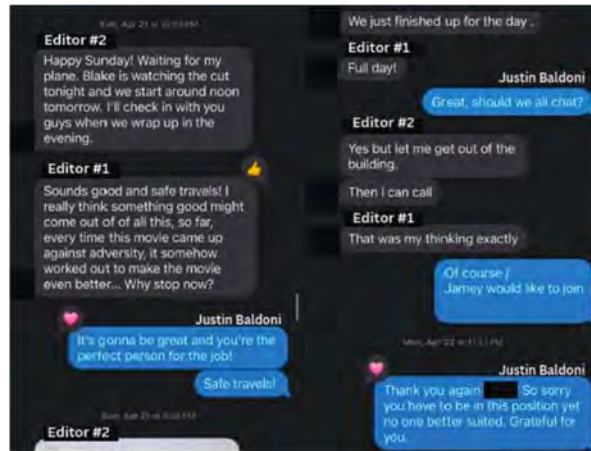 Editor #2
Happy Sunday! Waiting for my
plane. Blake is watching the cut
tonight and we start around noon
tomorrow. I'll check in with you
guys when we wrap up in the
evening.
Editor #1
Sounds good and safe travels! I
really think something good might
come out of of all this, so far,
every time this movie came up
against adversity, it somehow
worked out to make the movie
even better... Why stop now?
Justin Baldoni
It's gonna be great and you're the
perfect person for the job!
Safe travels!
Editor #2
We just finished up for the day .
Editor #1
Full day!
Justin Baldoni
Great, should we all chat?
Editor #2
Yes but let me get out of the
building.
Then I can call
Editor #1
That was my thinking exactly
Of course /
Jamey would like to join
Justin Baldoni
Thank you again So sorry
you have to be in this position yet
no one better suited. Grateful for
you.